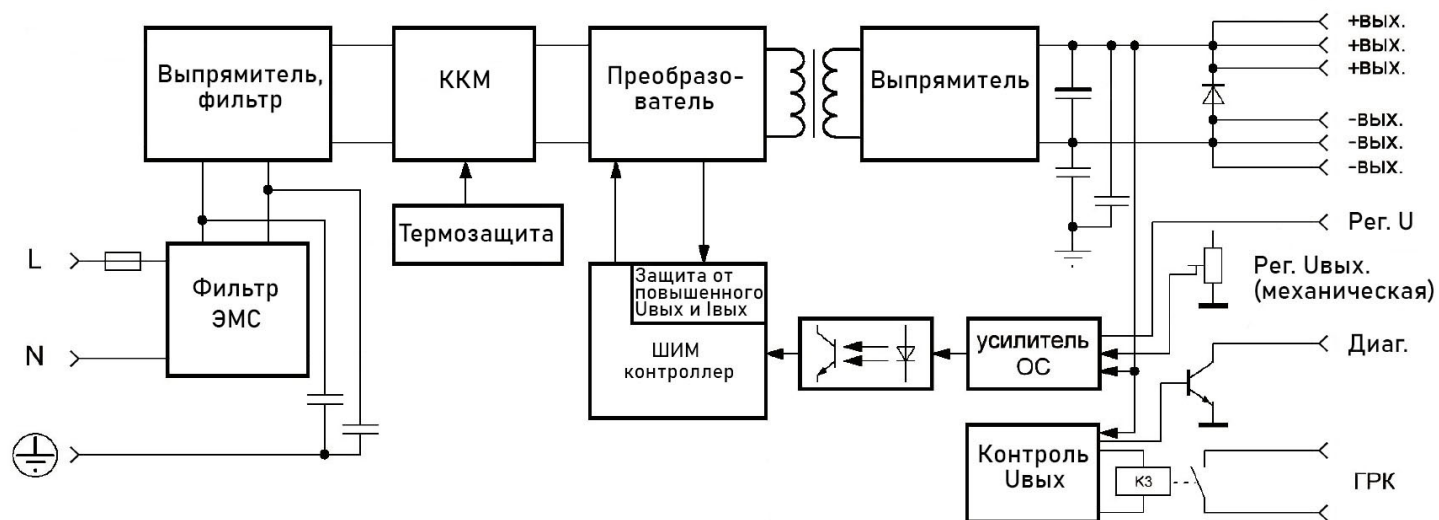 Выпрямитель,
фильтр
ККМ
Преобразо-
ватель
Выпрямитель
+вых.
+вых.
+вых.
-вых.
-вых.
-вых.
Термозащита
L
Фильтр
ЭМС
N
Защита от
повышенного
Uвых и Iвых
ШИМ
контроллер
усилитель
ОС
Рег. U
Рег. Uвых.
(механическая)
Диаг.
Контроль
Uвых
К3
ГРК